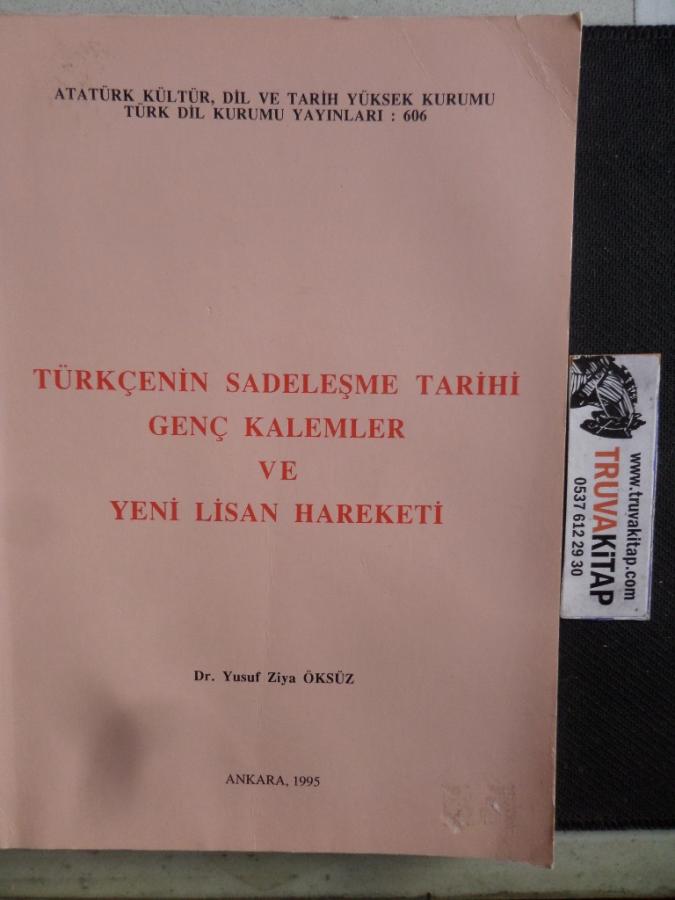 ATATÜRK KÜLTÜR, DİL VE TARİH YÜKSEK KURUMU
TÜRK DİL KURUMU YAYINLARI : 606
TÜRKÇENİN SADELEŞME TARİHİ
GENÇ KALEMLER
VE
YENİ LİSAN HAREKETİ
Dr. Yusuf Ziya ÖKSÜZ
ANKARA, 1995
www.truvakitap.com
TRUVAKİTAP
0537 612 29 30